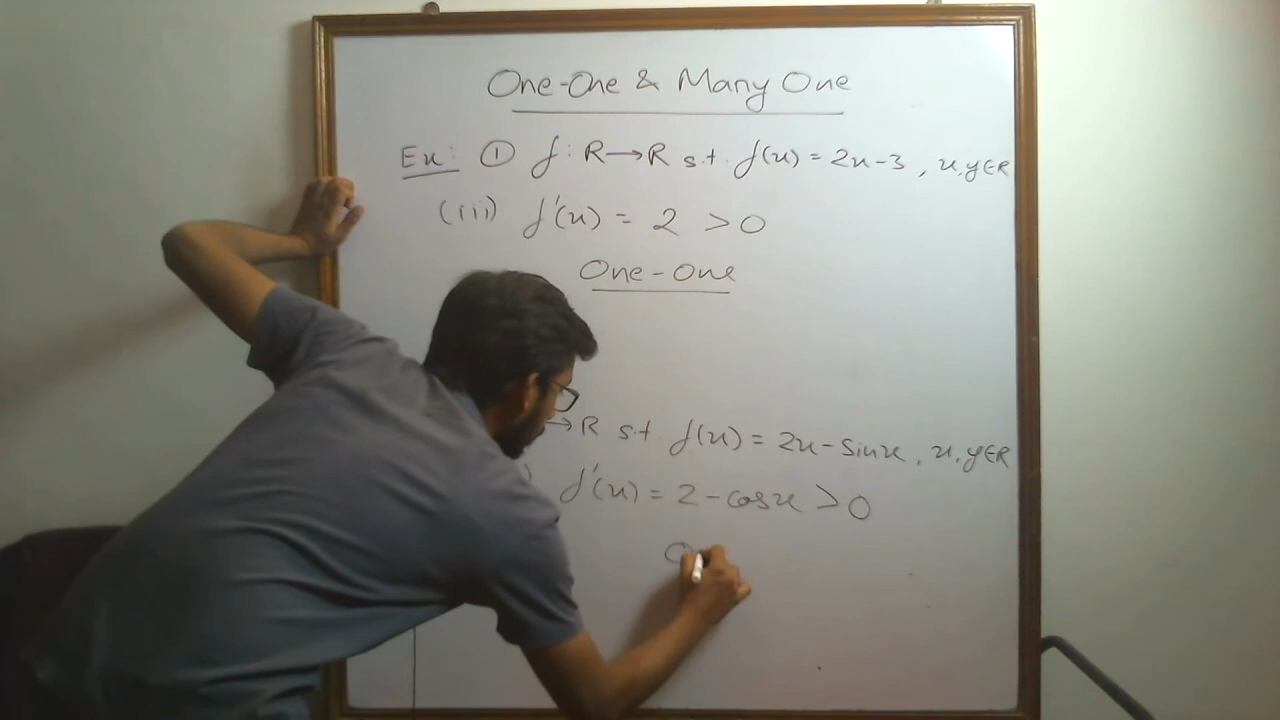 One-One & Many One
Ex: ① f: R→R s.t. f(x) = 2x-3, x,y∈R
(iii) f'(x) = 2 > 0
One-One
→R s.t. f(x) = 2x-sinx, x,y∈R
) f'(x) = 2-cosx > 0